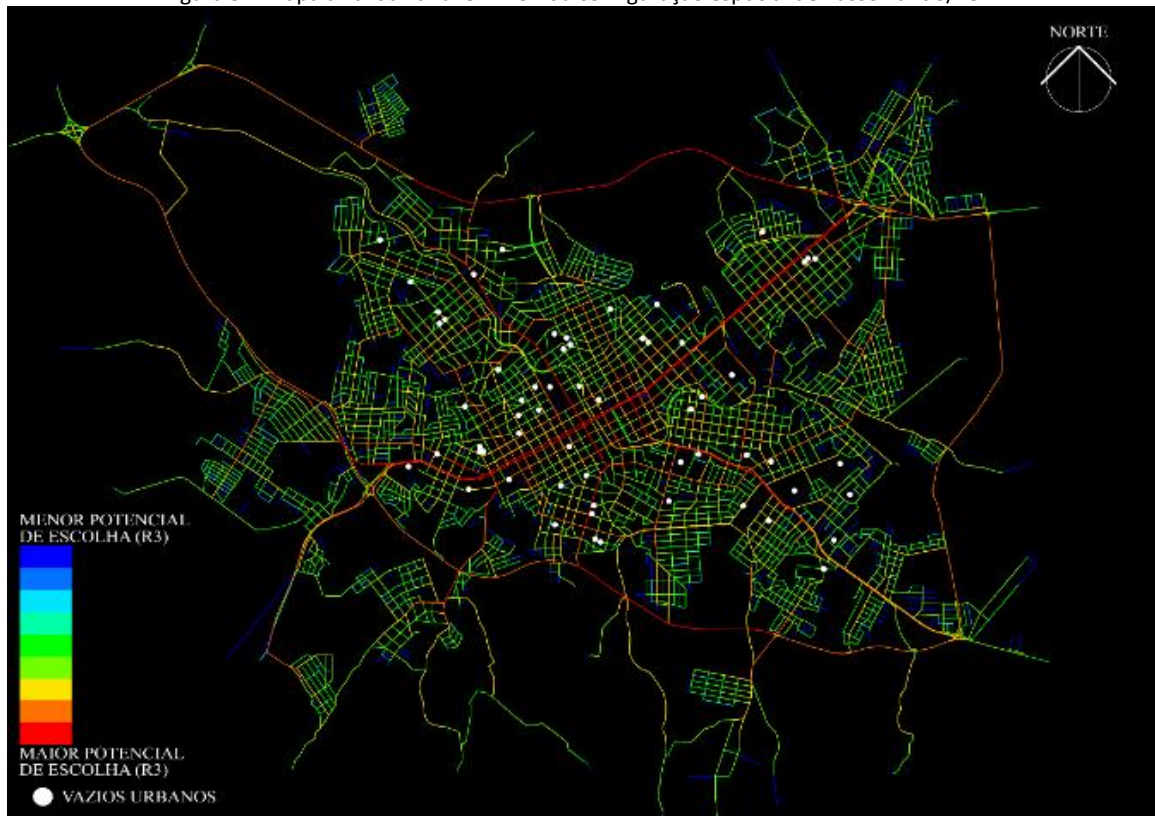 NORTE
MENOR POTENCIAL
DE ESCOLHA (R3)
MAIOR POTENCIAL
DE ESCOLHA (R3)
VAZIOS URBANOS